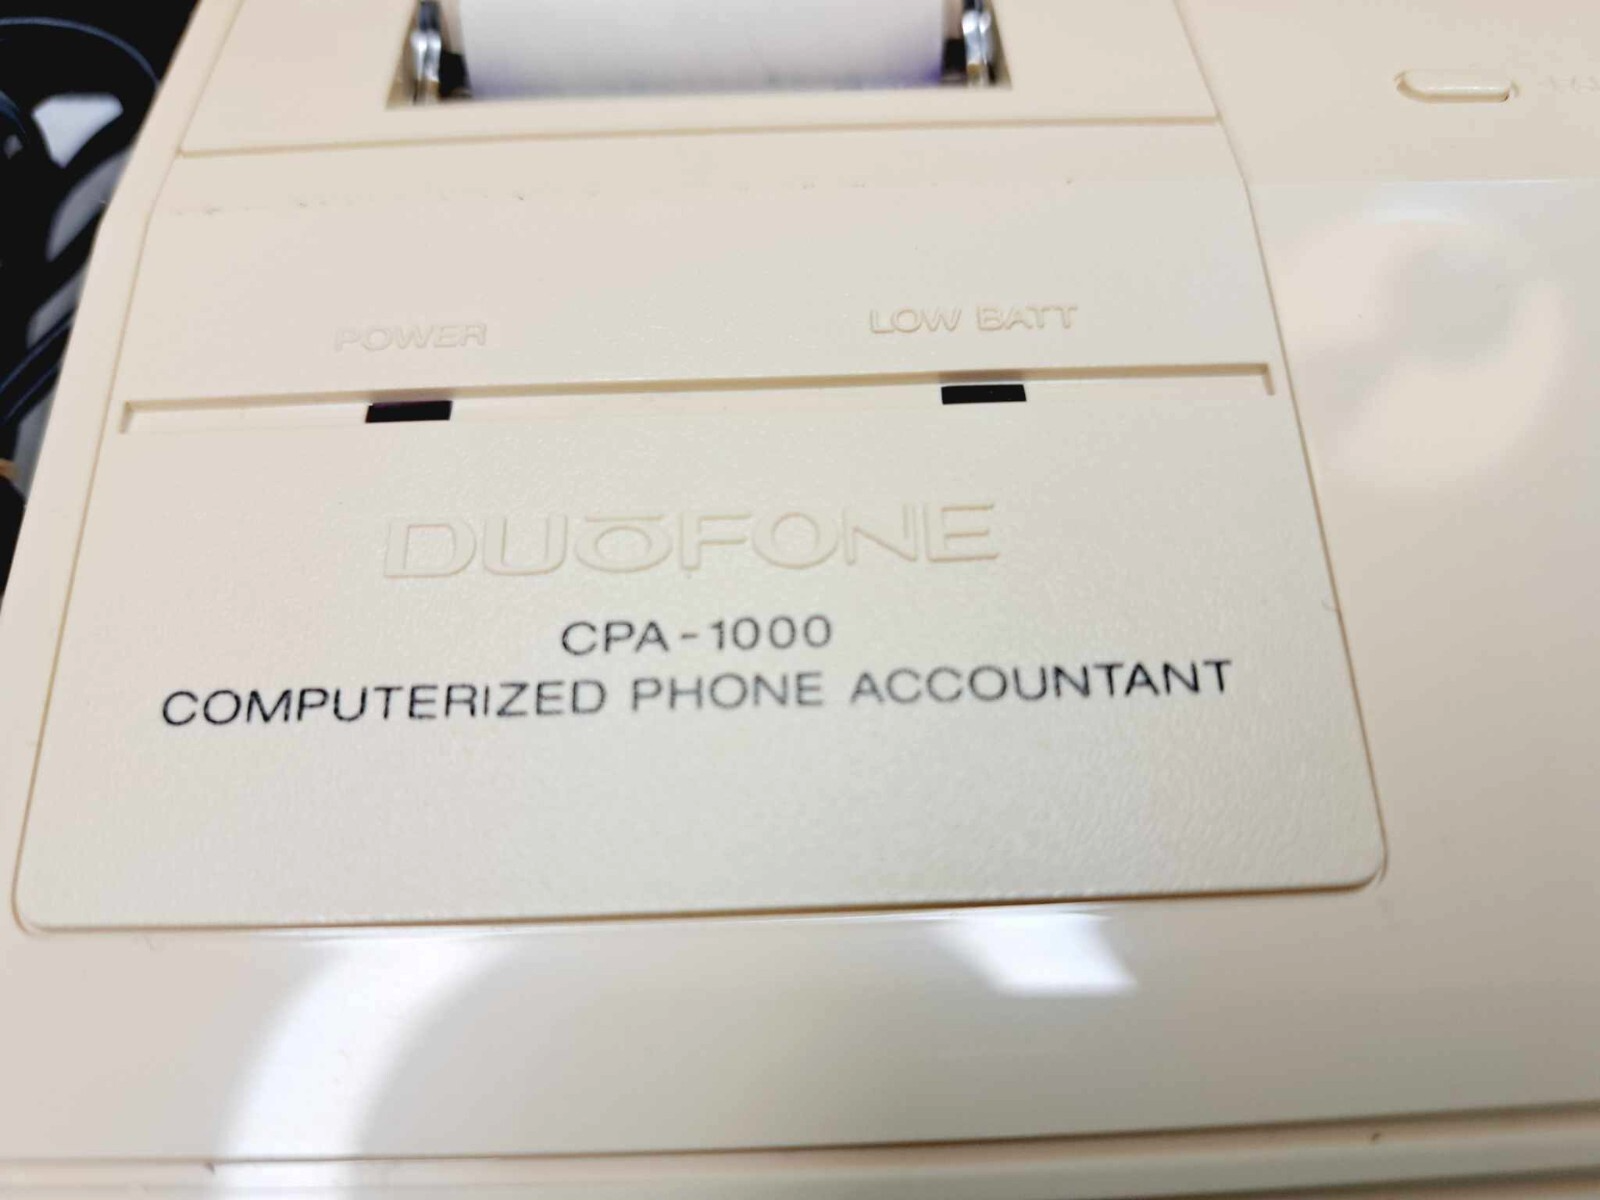 POWER
LOW BATT
DUOFONE
CPA-1000
COMPUTERIZED PHONE ACCOUNTANT